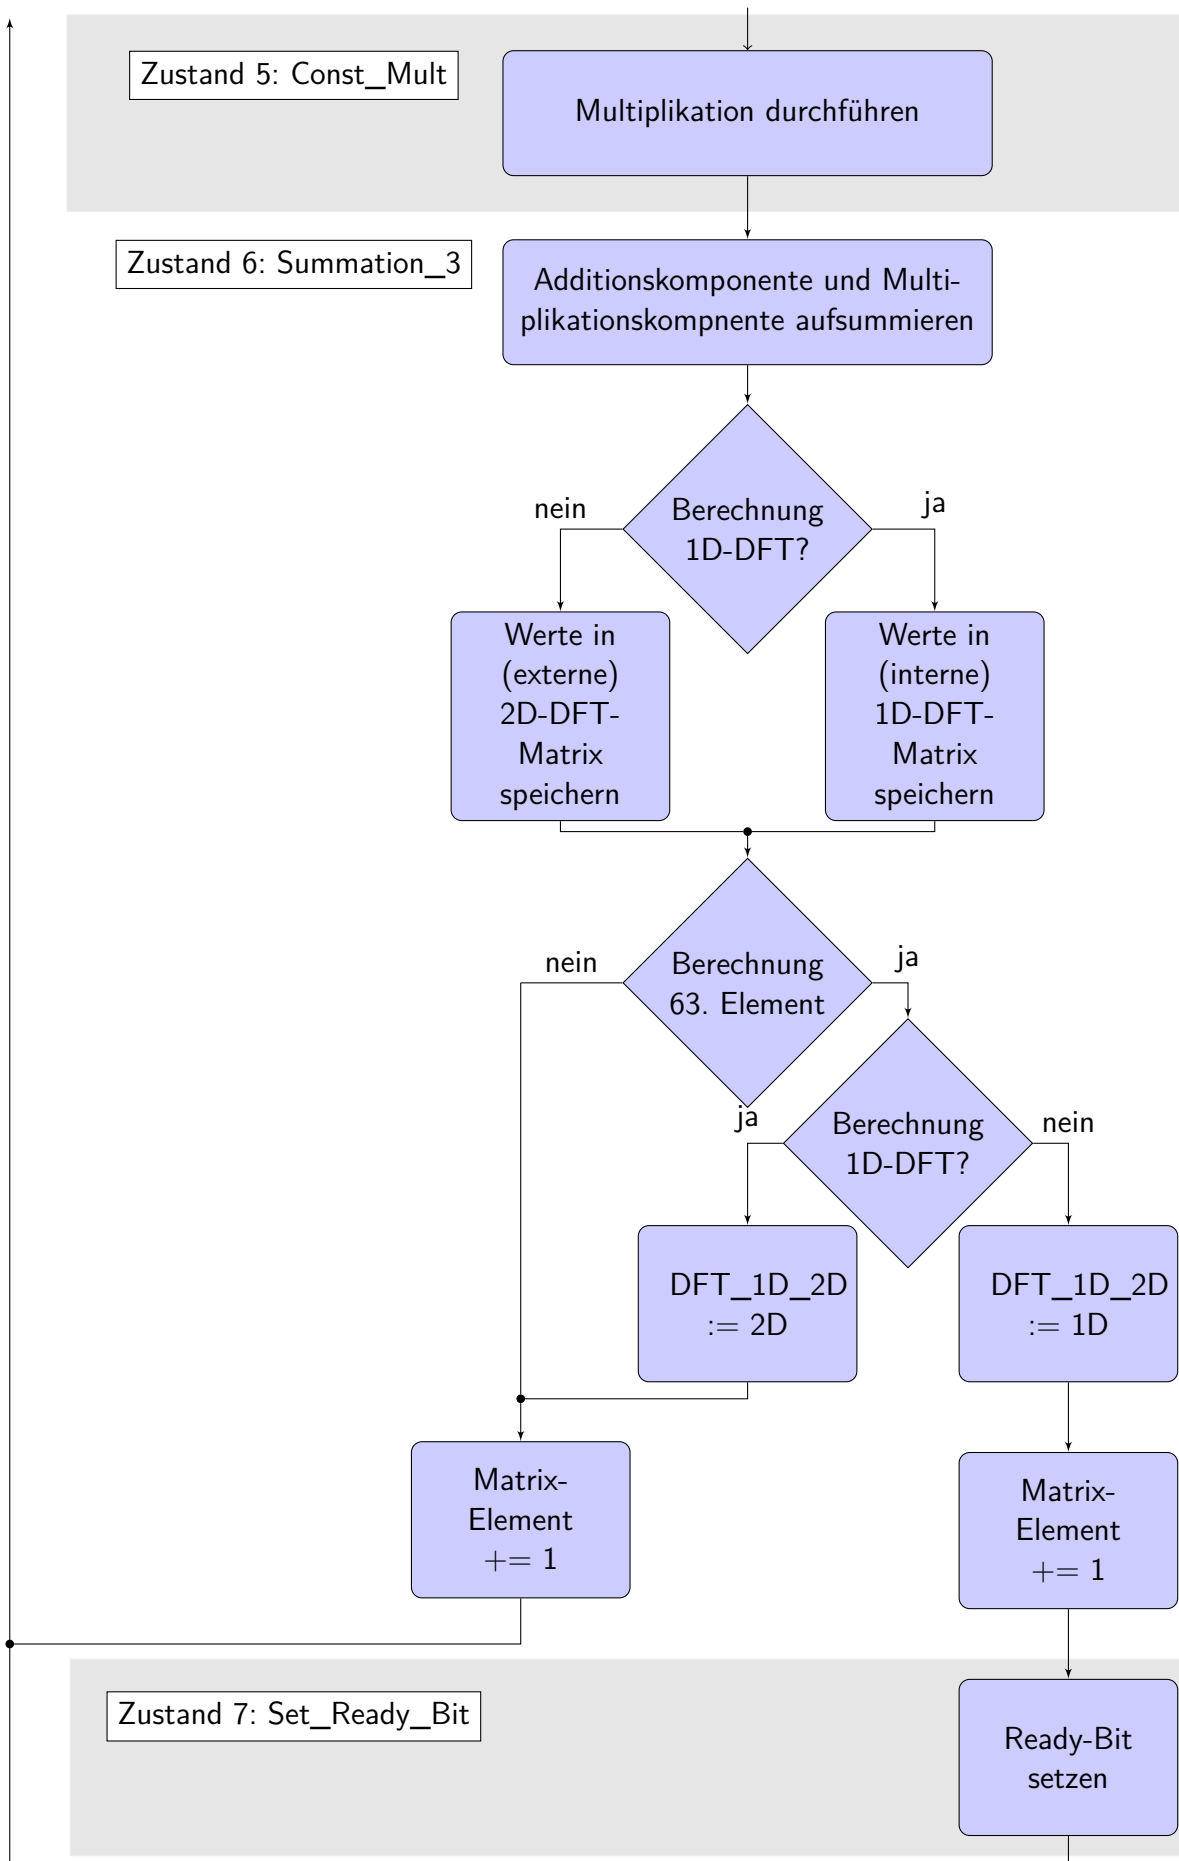 Zustand 5: Const_Mult
Multiplikation durchführen
Zustand 6: Summation_3
Additionskomponente und Multi-
plikationskompnente aufsummieren
nein
Berechnung
1D-DFT?
ja
Werte in
(externe)
2D-DFT-
Matrix
speichern
Werte in
(interne)
1D-DFT-
Matrix
speichern
nein
Berechnung
63. Element
ja
ja
Berechnung
1D-DFT?
nein
DFT_1D_2D
:= 2D
DFT_1D_2D
:= 1D
Matrix-
Element
+= 1
Matrix-
Element
+= 1
Zustand 7: Set_Ready_Bit
Ready-Bit
setzen